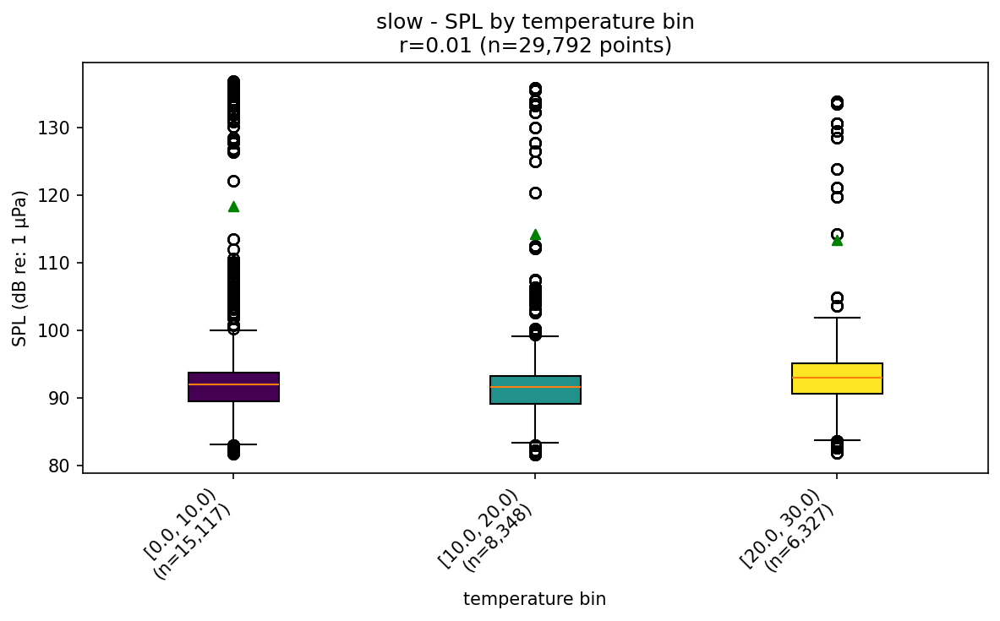 slow - SPL by temperature bin
r=0.01 (n=29,792 points)
SPL (dB re: 1 µPa)
130
120
110
100
90
80
[0.0, 10.0)
(n=15,117)
[10.0, 20.0)
(n=8,348)
[20.0, 30.0)
(n=6,327)
temperature bin